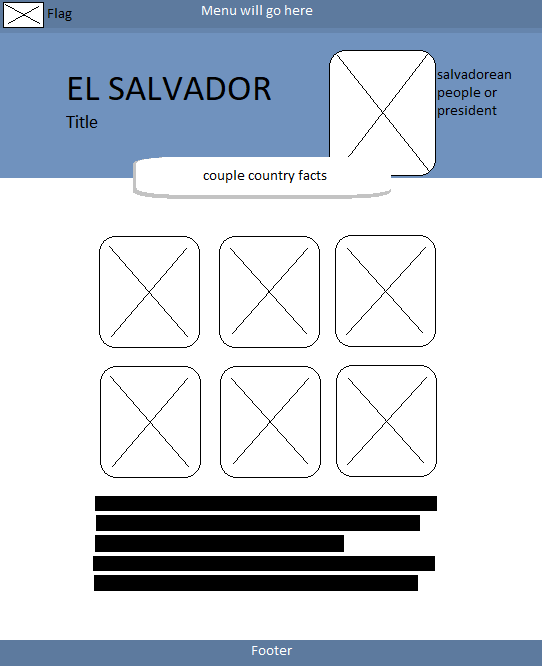 Flag
Menu will go here
EL SALVADOR
Title
salvadorean
people or
president
couple country facts
Footer